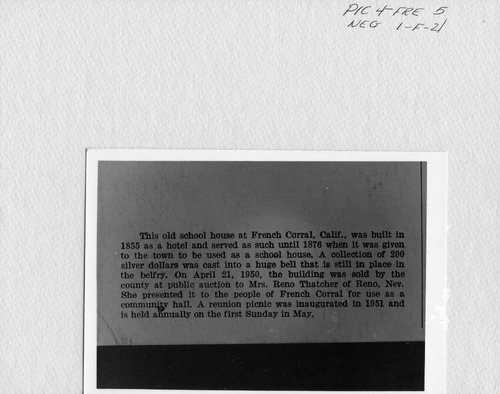 PIC 4-FRE 5
NEG 1-F-21
This old school house at French Corral, Calif., was built in
1855 as a hotel and served as such until 1876 when it was given
to the town to be used as a school house. A collection of 200
silver dollars was cast into a huge bell that is still in place in
the belfry. On April 21, 1950, the building was sold by the
county at public auction to Mrs. Reno Thatcher of Reno, Nev.
She presented it to the people of French Corral for use as a
community hall. A reunion picnic was inaugurated in 1951 and
is held annually on the first Sunday in May.